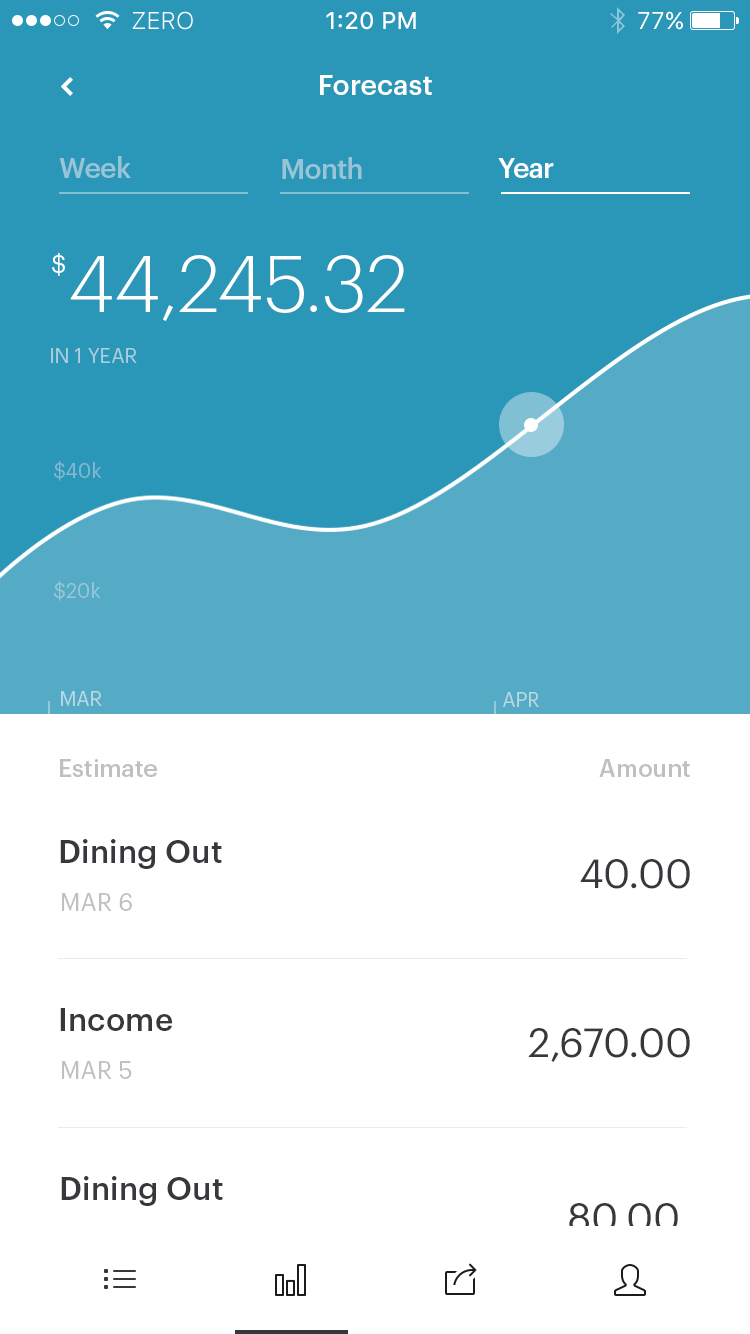 ZERO 1:20 PM 77%
Forecast
Week Month Year
$44,245.32
IN 1 YEAR
$40k
$20k
MAR APR
Estimate Amount
Dining Out
40.00
MAR 6
Income
2,670.00
MAR 5
Dining Out
80.00